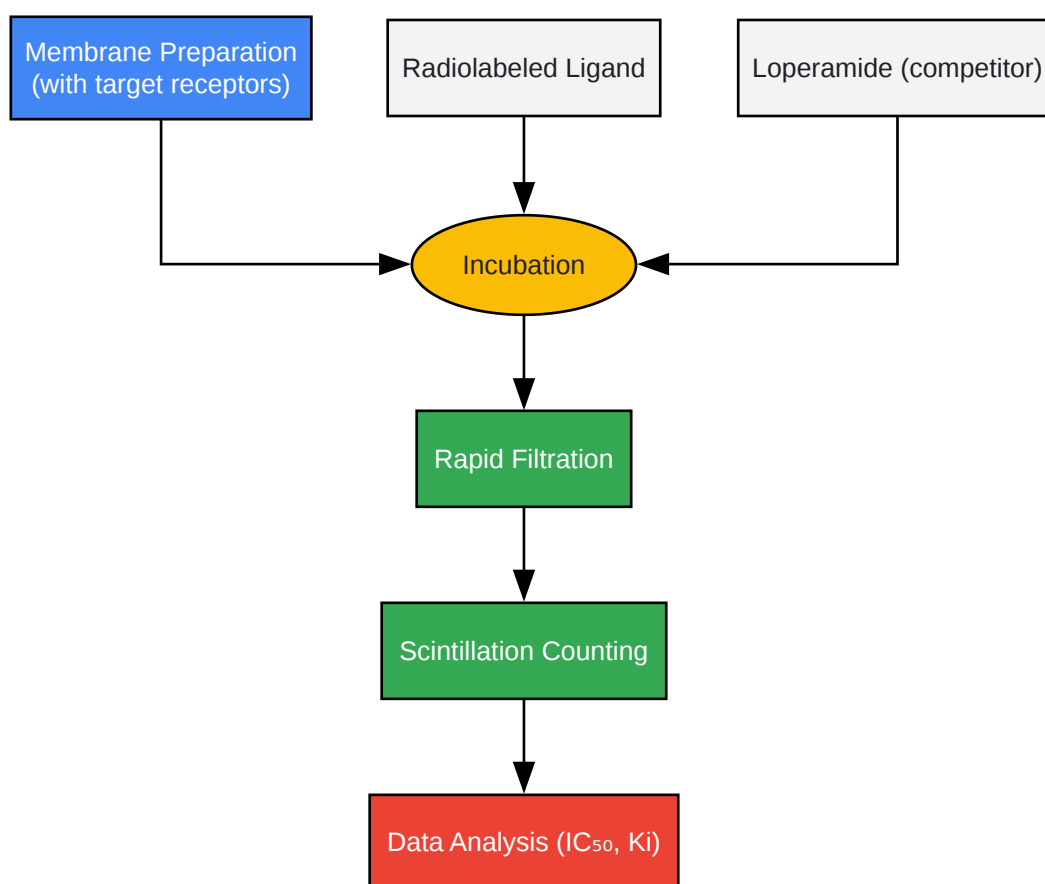 Membrane Preparation
(with target receptors)
Radiolabeled Ligand
Loperamide (competitor)
Incubation
Rapid Filtration
Scintillation Counting
Data Analysis (IC₅₀, Ki)